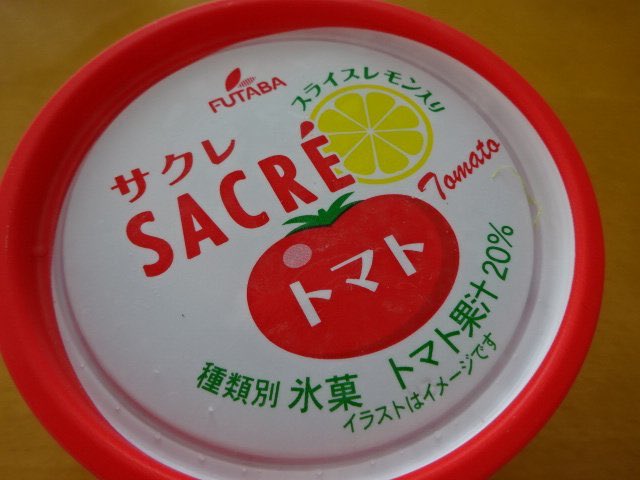 FUTABA
スライスレモン入り
サクレ
SACRÉ
Tomato
トマト
トマト果汁20%
種類別 氷菓
イラストはイメージです